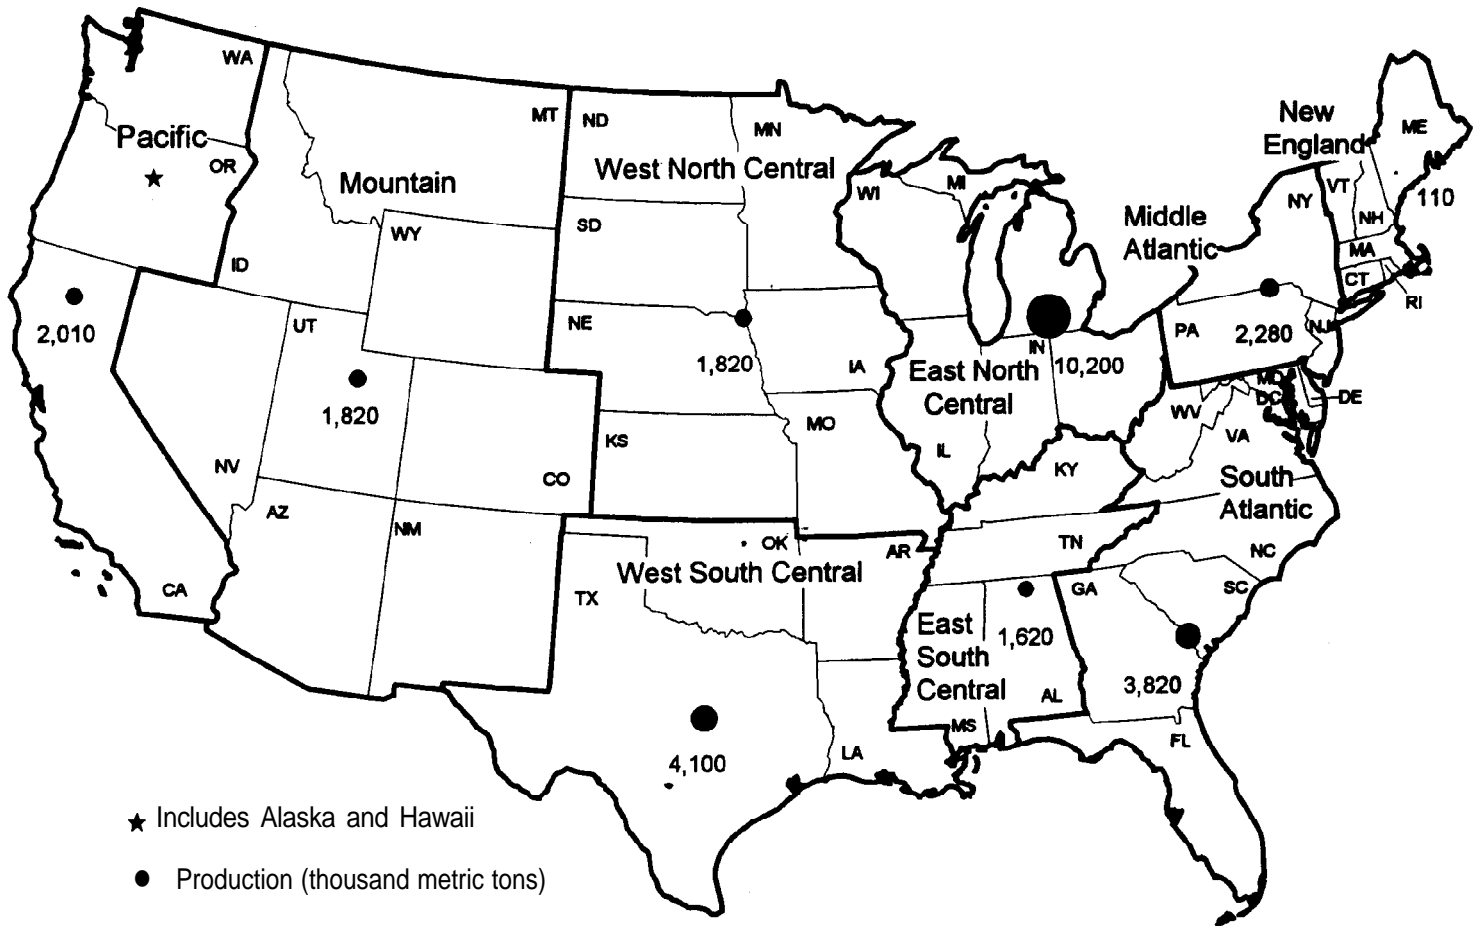 WA
Pacific
OR
MT
Mountain
ID
WY
ND
MN
West North Central
SD
NE
1,820
IA
KS
MO
2,010
UT
1,820
NV
CO
AZ
NM
CA
WI
MI
East North
Central
IN
10,200
IL
New
England
ME
VT
NH
110
MA
CT
RI
NY
Middle
Atlantic
PA
2,280
NJ
MD
DC
DE
WV
VA
KY
South
Atlantic
TN
NC
SC
GA
3,820
FL
OK
AR
West South Central
TX
4,100
LA
East
South
Central
1,620
AL
MS
Includes Alaska and Hawaii
Production (thousand metric tons)